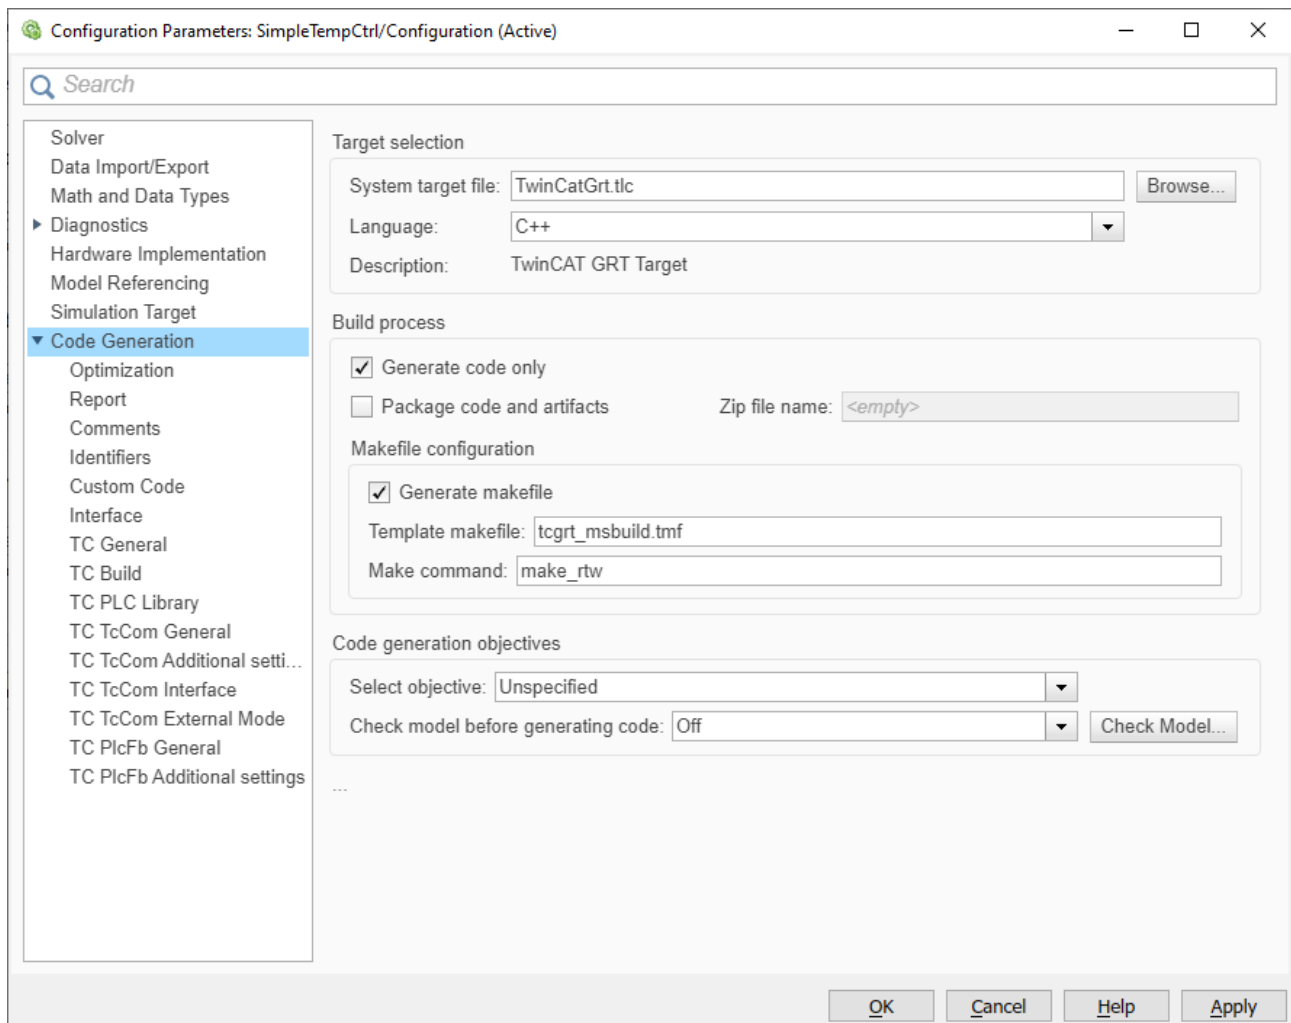 Configuration Parameters: SimpleTempCtrl/Configuration (Active)
Search
Solver
Data Import/Export
Math and Data Types
Diagnostics
Hardware Implementation
Model Referencing
Simulation Target
Code Generation
Optimization
Report
Comments
Identifiers
Custom Code
Interface
TC General
TC Build
TC PLC Library
TC TcCom General
TC TcCom Additional setti...
TC TcCom Interface
TC TcCom External Mode
TC PlcFb General
TC PlcFb Additional settings
Target selection
System target file: TwinCatGrt.tlc Browse...
Language: C++
Description: TwinCAT GRT Target
Build process
Generate code only
Package code and artifacts Zip file name: <empty>
Makefile configuration
Generate makefile
Template makefile: tcgrt_msbuild.tmf
Make command: make_rtw
Code generation objectives
Select objective: Unspecified
Check model before generating code: Off Check Model...
...
OK Cancel Help Apply